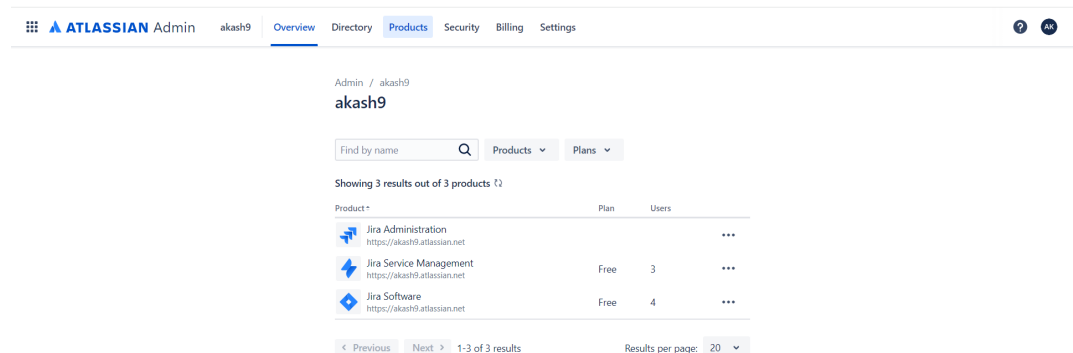 ATLASSIAN Admin akash9 Overview Directory Products Security Billing Settings ? AK
Admin / akash9
akash9
Find by name Products Plans
Showing 3 results out of 3 products
Product Plan Users
Jira Administration
https://akash9.atlassian.net
Jira Service Management
https://akash9.atlassian.net
Free 3
Jira Software
https://akash9.atlassian.net
Free 4
Previous Next 1-3 of 3 results Results per page: 20